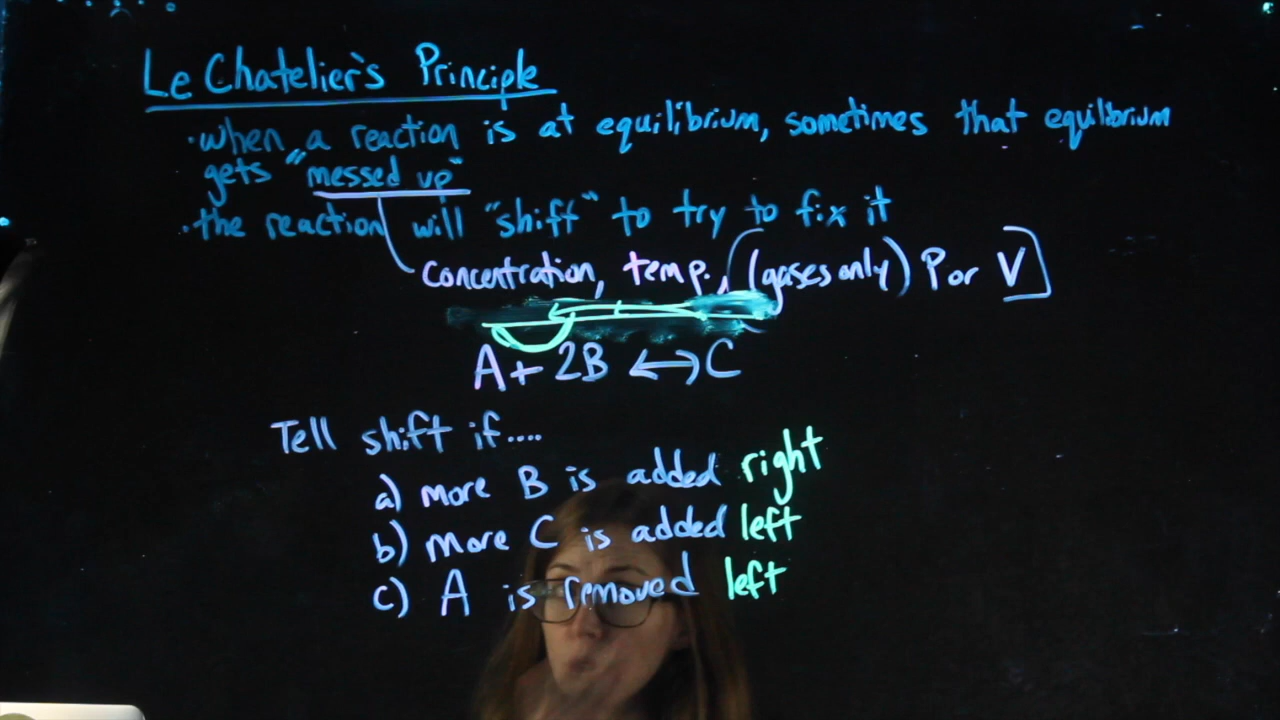 Le Chatelier's Principle
·when a reaction is at equilibrium, sometimes that equilibrium
gets "messed up"
·the reaction will "shift" to try to fix it
concentration, temp., [(gases only) P or V]
A + 2B ⟷ C
Tell shift if....
a) more B is added right
b) more C is added left
c) A is removed left